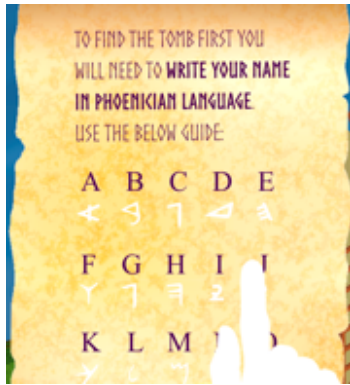 TO FIND THE TOMB FIRST YOU
WILL NEED TO WRITE YOUR NAME
IN PHOENICIAN LANGUAGE.
USE THE BELOW GUIDE:
A B C D E
𐤀 𐤁 𐤂 𐤃 𐤄
F G H I J
K L M